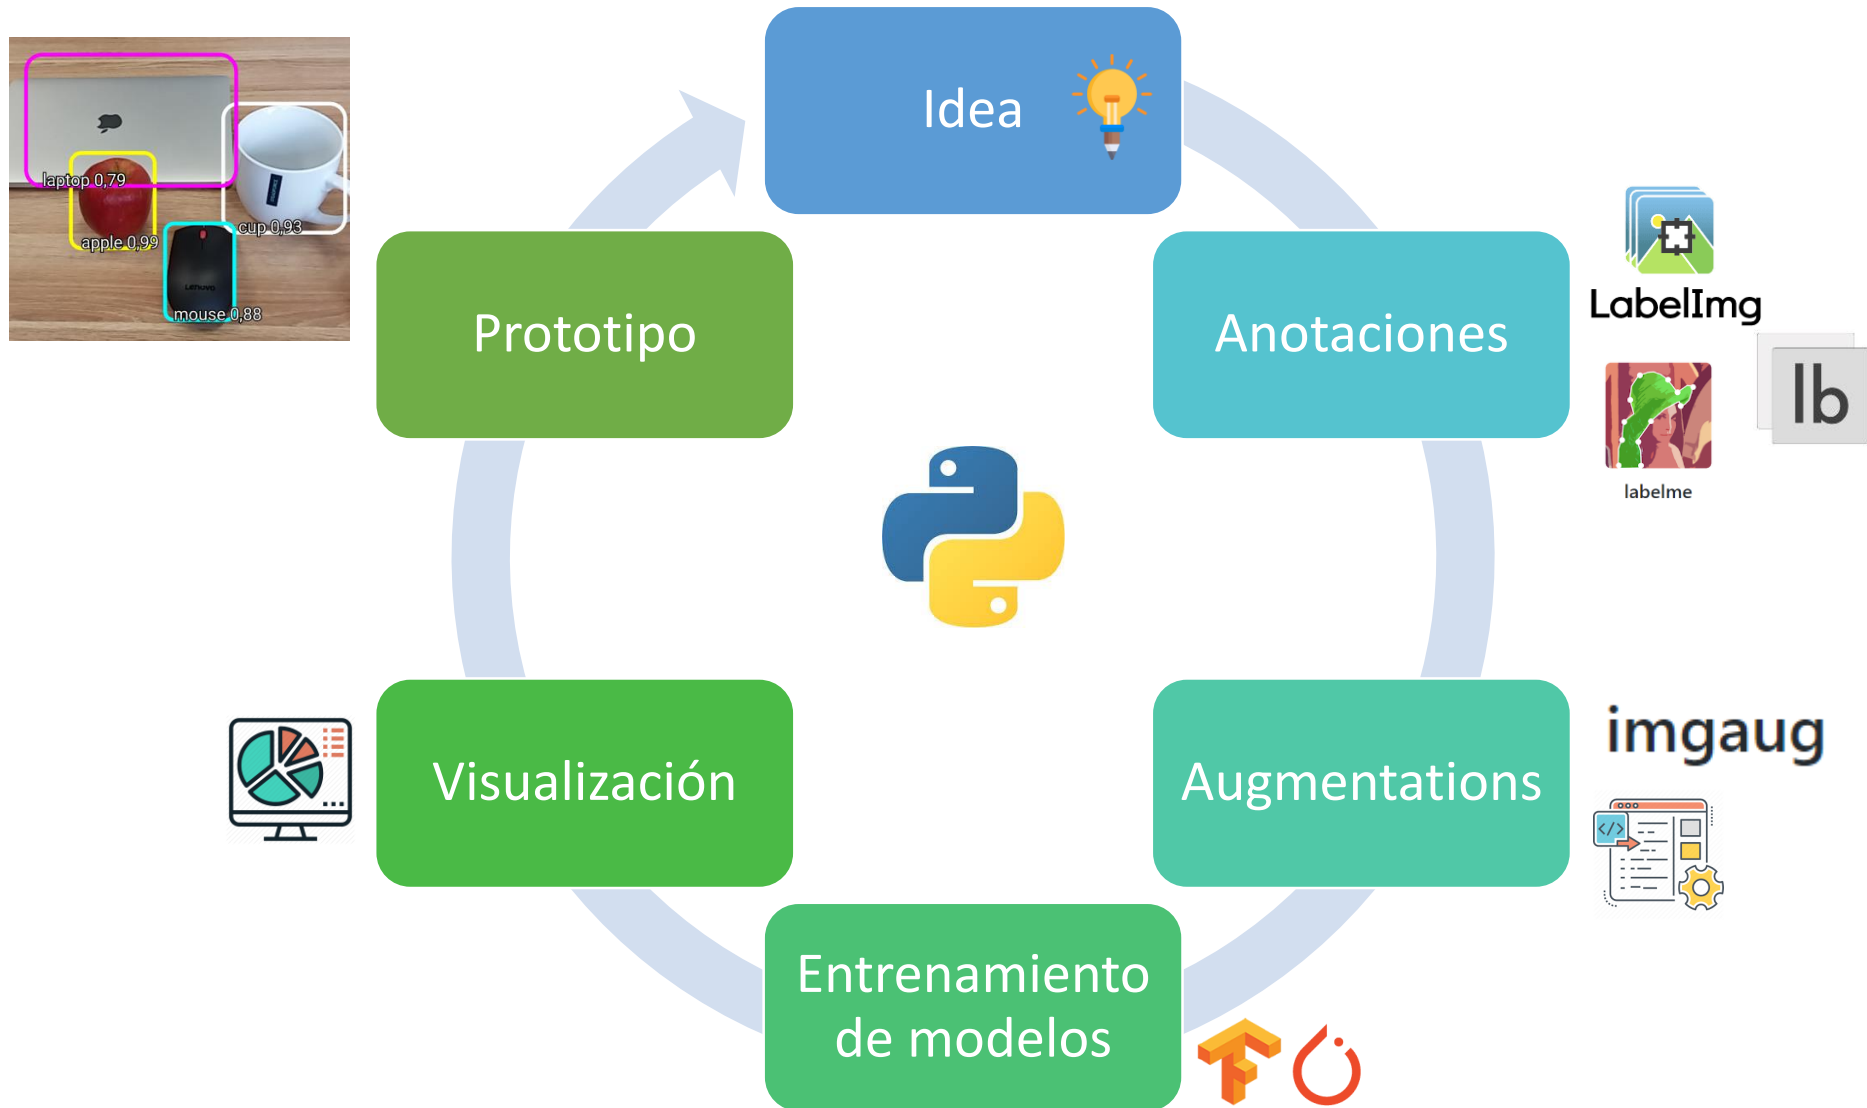 Idea
laptop 0,79
cup 0,93
apple 0,99
Lenovo
mouse 0,88
Prototipo
Anotaciones
LabelImg
lb
labelme
Visualización
Augmentations
imgaug
</>
Entrenamiento
de modelos